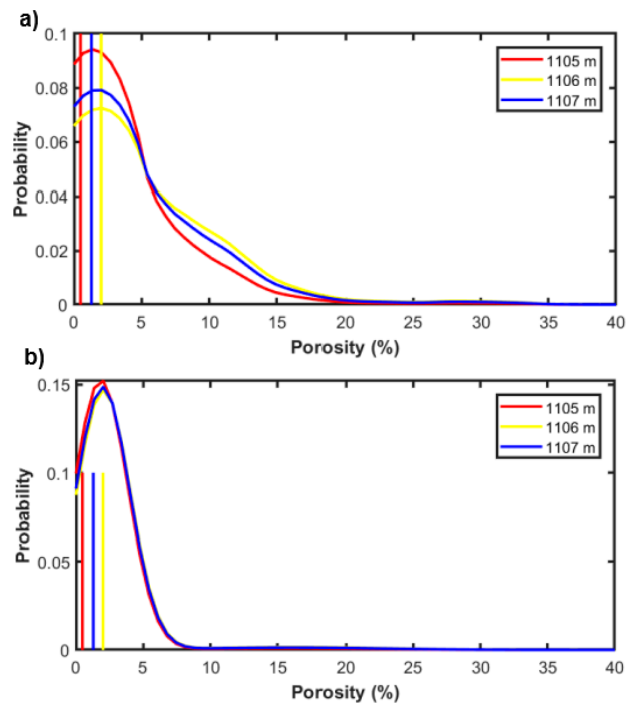 a)
0.1
0.08
0.06
0.04
0.02
0
Probability
1105 m
1106 m
1107 m
0 5 10 15 20 25 30 35 40
Porosity (%)
b)
0.15
0.1
0.05
0
Probability
1105 m
1106 m
1107 m
0 5 10 15 20 25 30 35 40
Porosity (%)